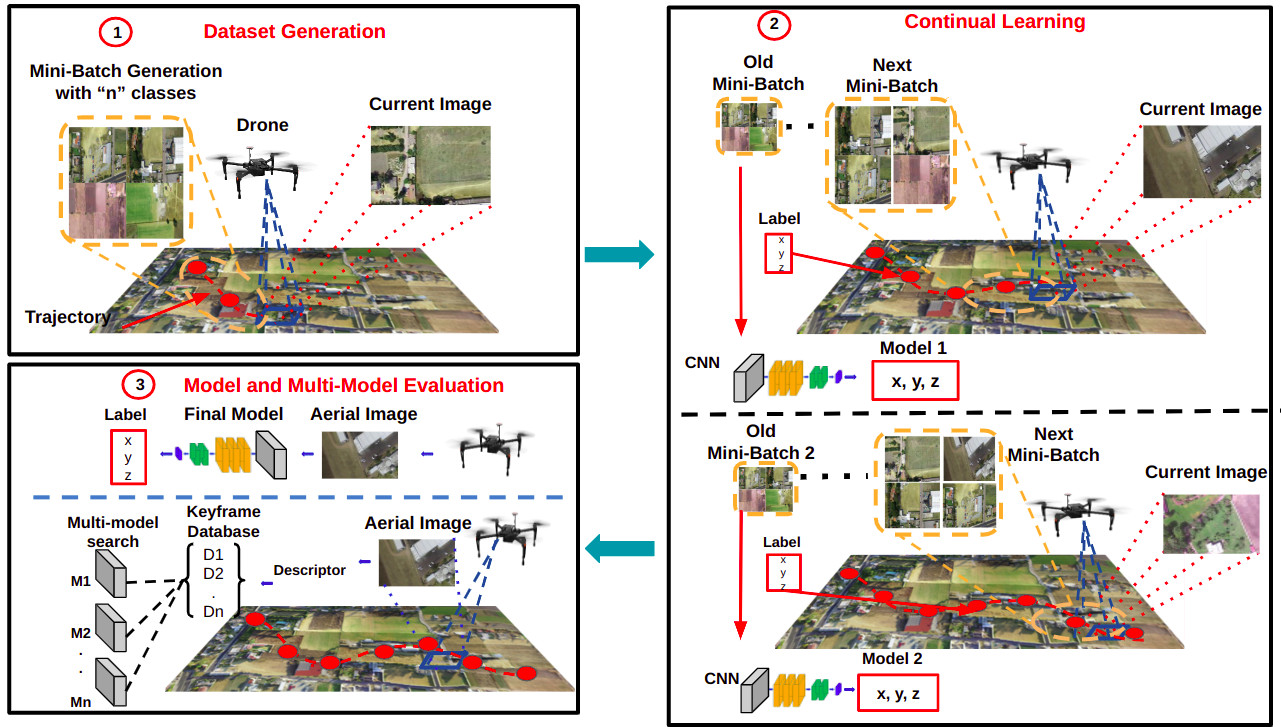 1
Dataset Generation
Mini-Batch Generation
with “n” classes
Drone
Current Image
Trajectory
2
Continual Learning
Old
Mini-Batch
Next
Mini-Batch
Current Image
Label
x
y
z
CNN
Model 1
x, y, z
Old
Mini-Batch 2
Next
Mini-Batch
Current Image
Label
x
y
z
CNN
Model 2
x, y, z
3
Model and Multi-Model Evaluation
Label
Final Model
Aerial Image
x
y
z
Multi-model
search
Keyframe
Database
Aerial Image
D1
D2
.
Dn
Descriptor
M1
M2
.
.
Mn